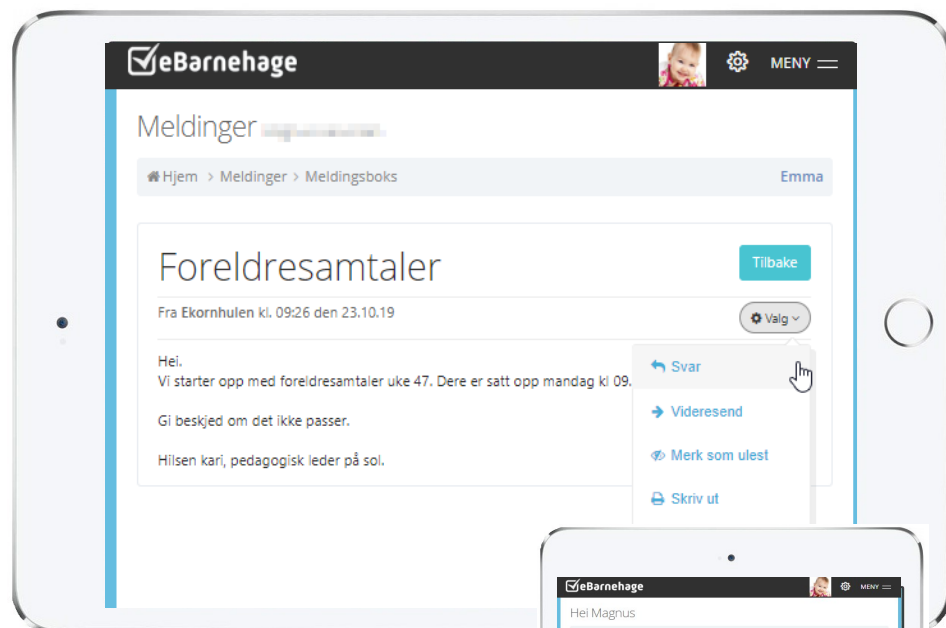 eBarnehage
MENY
Meldinger
Hjem > Meldinger > Meldingsboks
Emma
Foreldresamtaler
Tilbake
Fra Ekornhulen kl. 09:26 den 23.10.19
Valg
Hei.
Vi starter opp med foreldresamtaler uke 47. Dere er satt opp mandag kl 09.
Gi beskjed om det ikke passer.
Hilsen kari, pedagogisk leder på sol.
Svar
Videresend
Merk som ulest
Skriv ut
eBarnehage
MENY
Hei Magnus